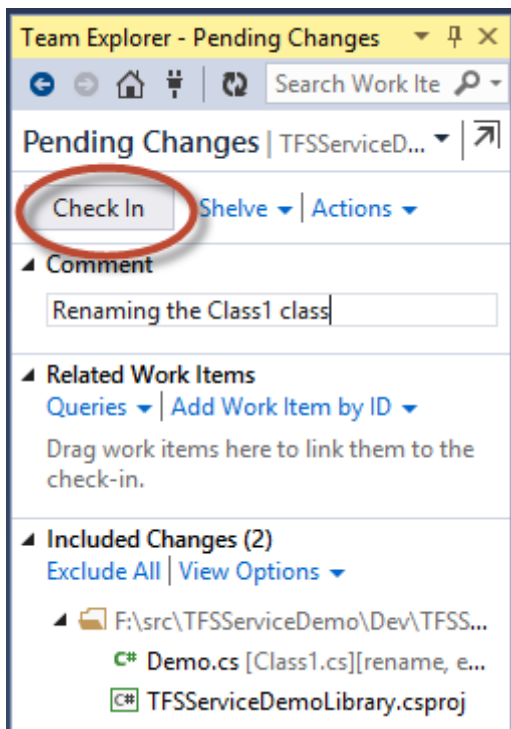 Team Explorer - Pending Changes
Search Work Ite
Pending Changes | TFSServiceD...
Check In Shelve | Actions
Comment
Renaming the Class1 class
Related Work Items
Queries | Add Work Item by ID
Drag work items here to link them to the
check-in.
Included Changes (2)
Exclude All | View Options
F:\src\TFSServiceDemo\Dev\TFSS...
C# Demo.cs [Class1.cs][rename, e...
C# TFSServiceDemoLibrary.csproj